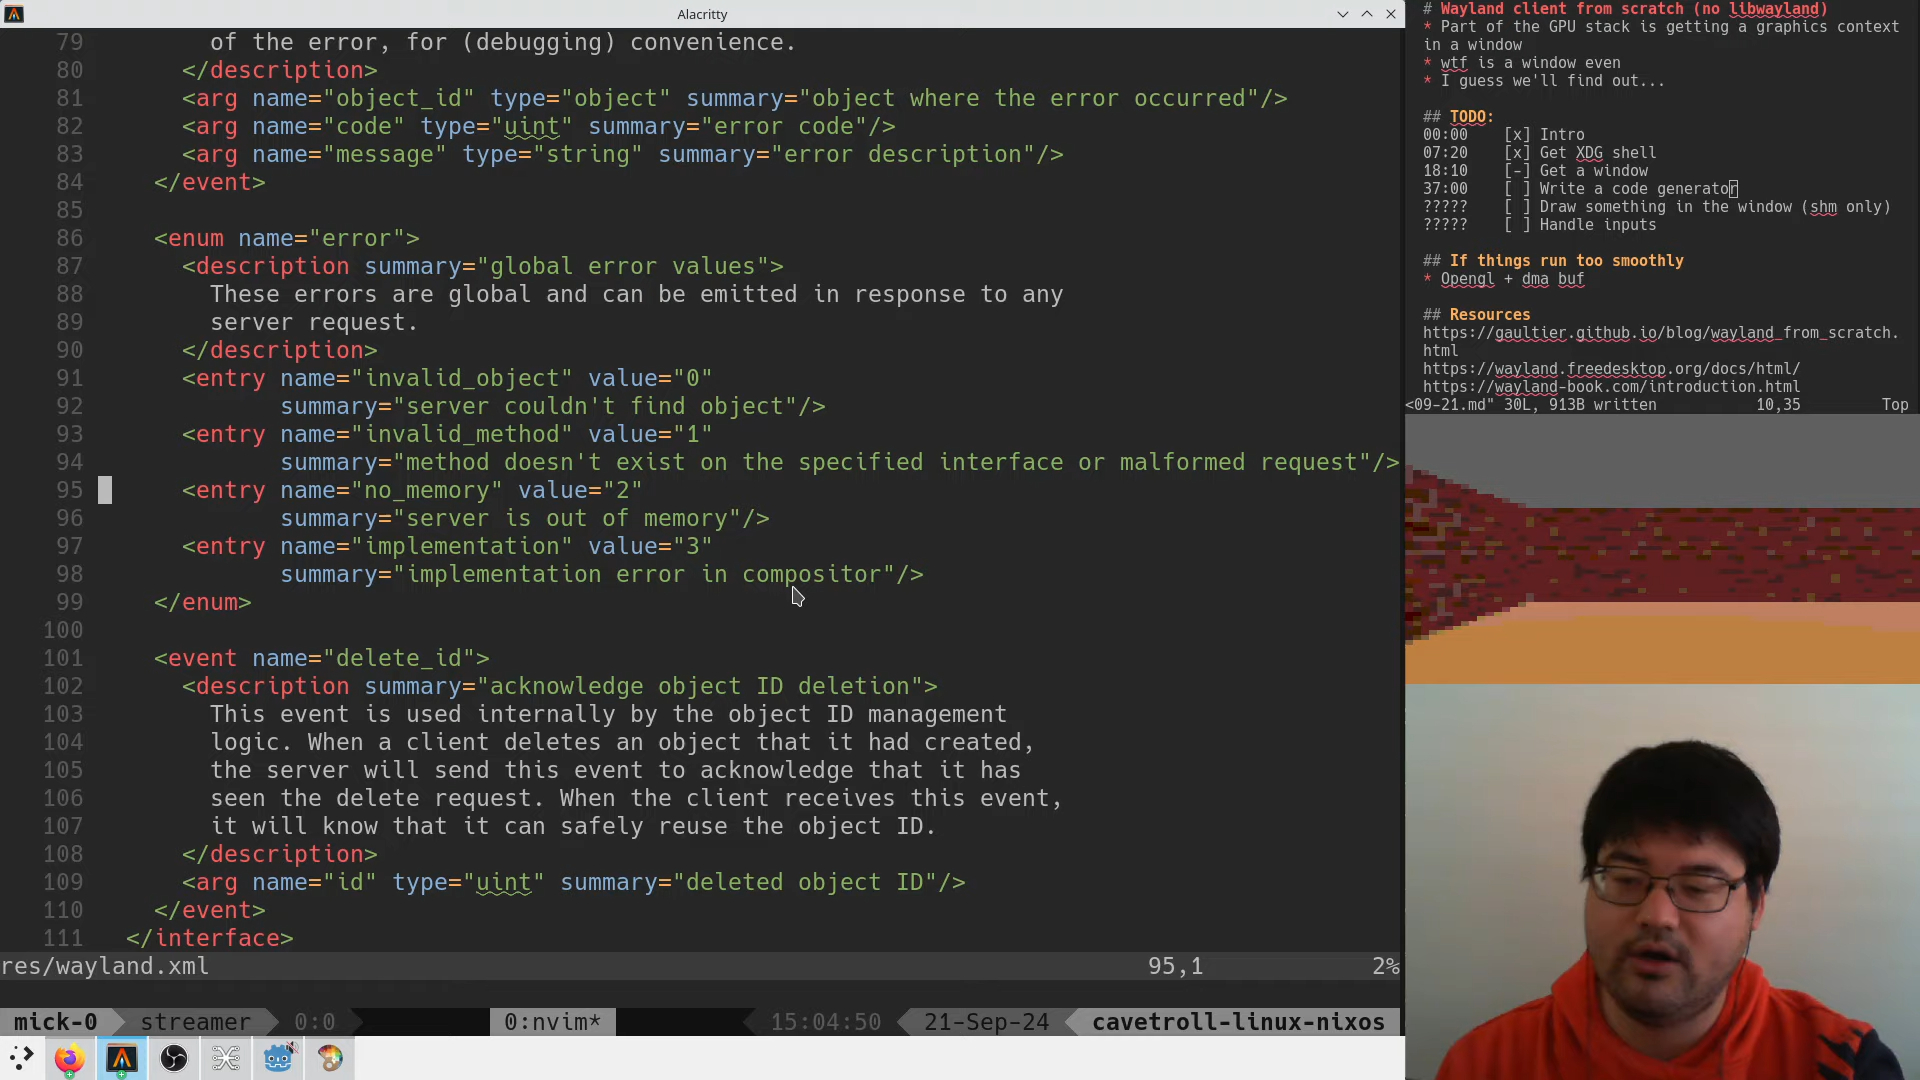 Alacritty
79 of the error, for (debugging) convenience.
80 </description>
81 <arg name="object_id" type="object" summary="object where the error occurred"/>
82 <arg name="code" type="uint" summary="error code"/>
83 <arg name="message" type="string" summary="error description"/>
84 </event>
85
86 <enum name="error">
87 <description summary="global error values">
88 These errors are global and can be emitted in response to any
89 server request.
90 </description>
91 <entry name="invalid_object" value="0"
92 summary="server couldn't find object"/>
93 <entry name="invalid_method" value="1"
94 summary="method doesn't exist on the specified interface or malformed request"/>
95 <entry name="no_memory" value="2"
96 summary="server is out of memory"/>
97 <entry name="implementation" value="3"
98 summary="implementation error in compositor"/>
99 </enum>
100
101 <event name="delete_id">
102 <description summary="acknowledge object ID deletion">
103 This event is used internally by the object ID management
104 logic. When a client deletes an object that it had created,
105 the server will send this event to acknowledge that it has
106 seen the delete request. When the client receives this event,
107 it will know that it can safely reuse the object ID.
108 </description>
109 <arg name="id" type="uint" summary="deleted object ID"/>
110 </event>
111 </interface>
res/wayland.xml 95,1 2%
mick-0 streamer 0:0 0:nvim* 15:04:50 21-Sep-24 cavetroll-linux-nixos
# Wayland client from scratch (no libwayland)
* Part of the GPU stack is getting a graphics context
in a window
* wtf is a window even
* I guess we'll find out...
## TODO:
00:00 [x] Intro
07:20 [x] Get XDG shell
18:10 [-] Get a window
37:00 [ ] Write a code generator
????? [ ] Draw something in the window (shm only)
????? [ ] Handle inputs
## If things run too smoothly
* Opengl + dma buf
## Resources
https://gaultier.github.io/blog/wayland_from_scratch.
html
https://wayland.freedesktop.org/docs/html/
https://wayland-book.com/introduction.html
<09-21.md" 30L, 913B written 10,35 Top